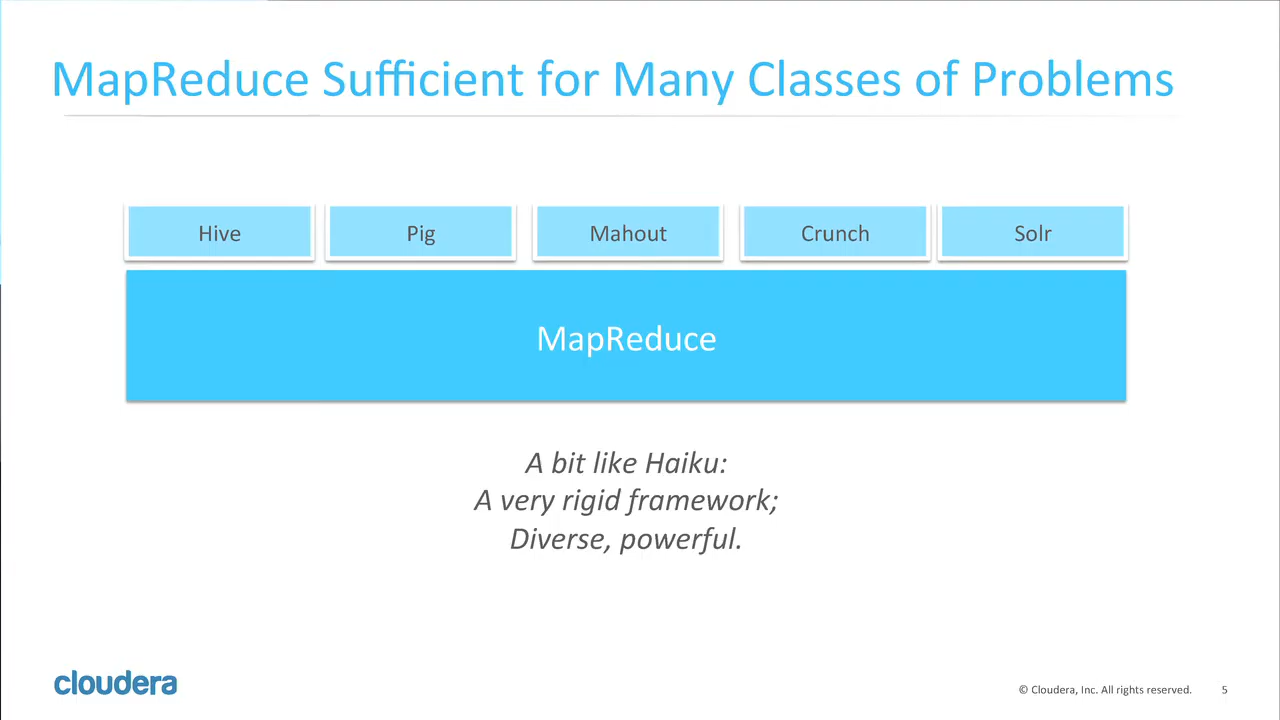 MapReduce Sufficient for Many Classes of Problems
Hive Pig Mahout Crunch Solr
MapReduce
A bit like Haiku:
A very rigid framework;
Diverse, powerful.
cloudera
© Cloudera, Inc. All rights reserved. 5